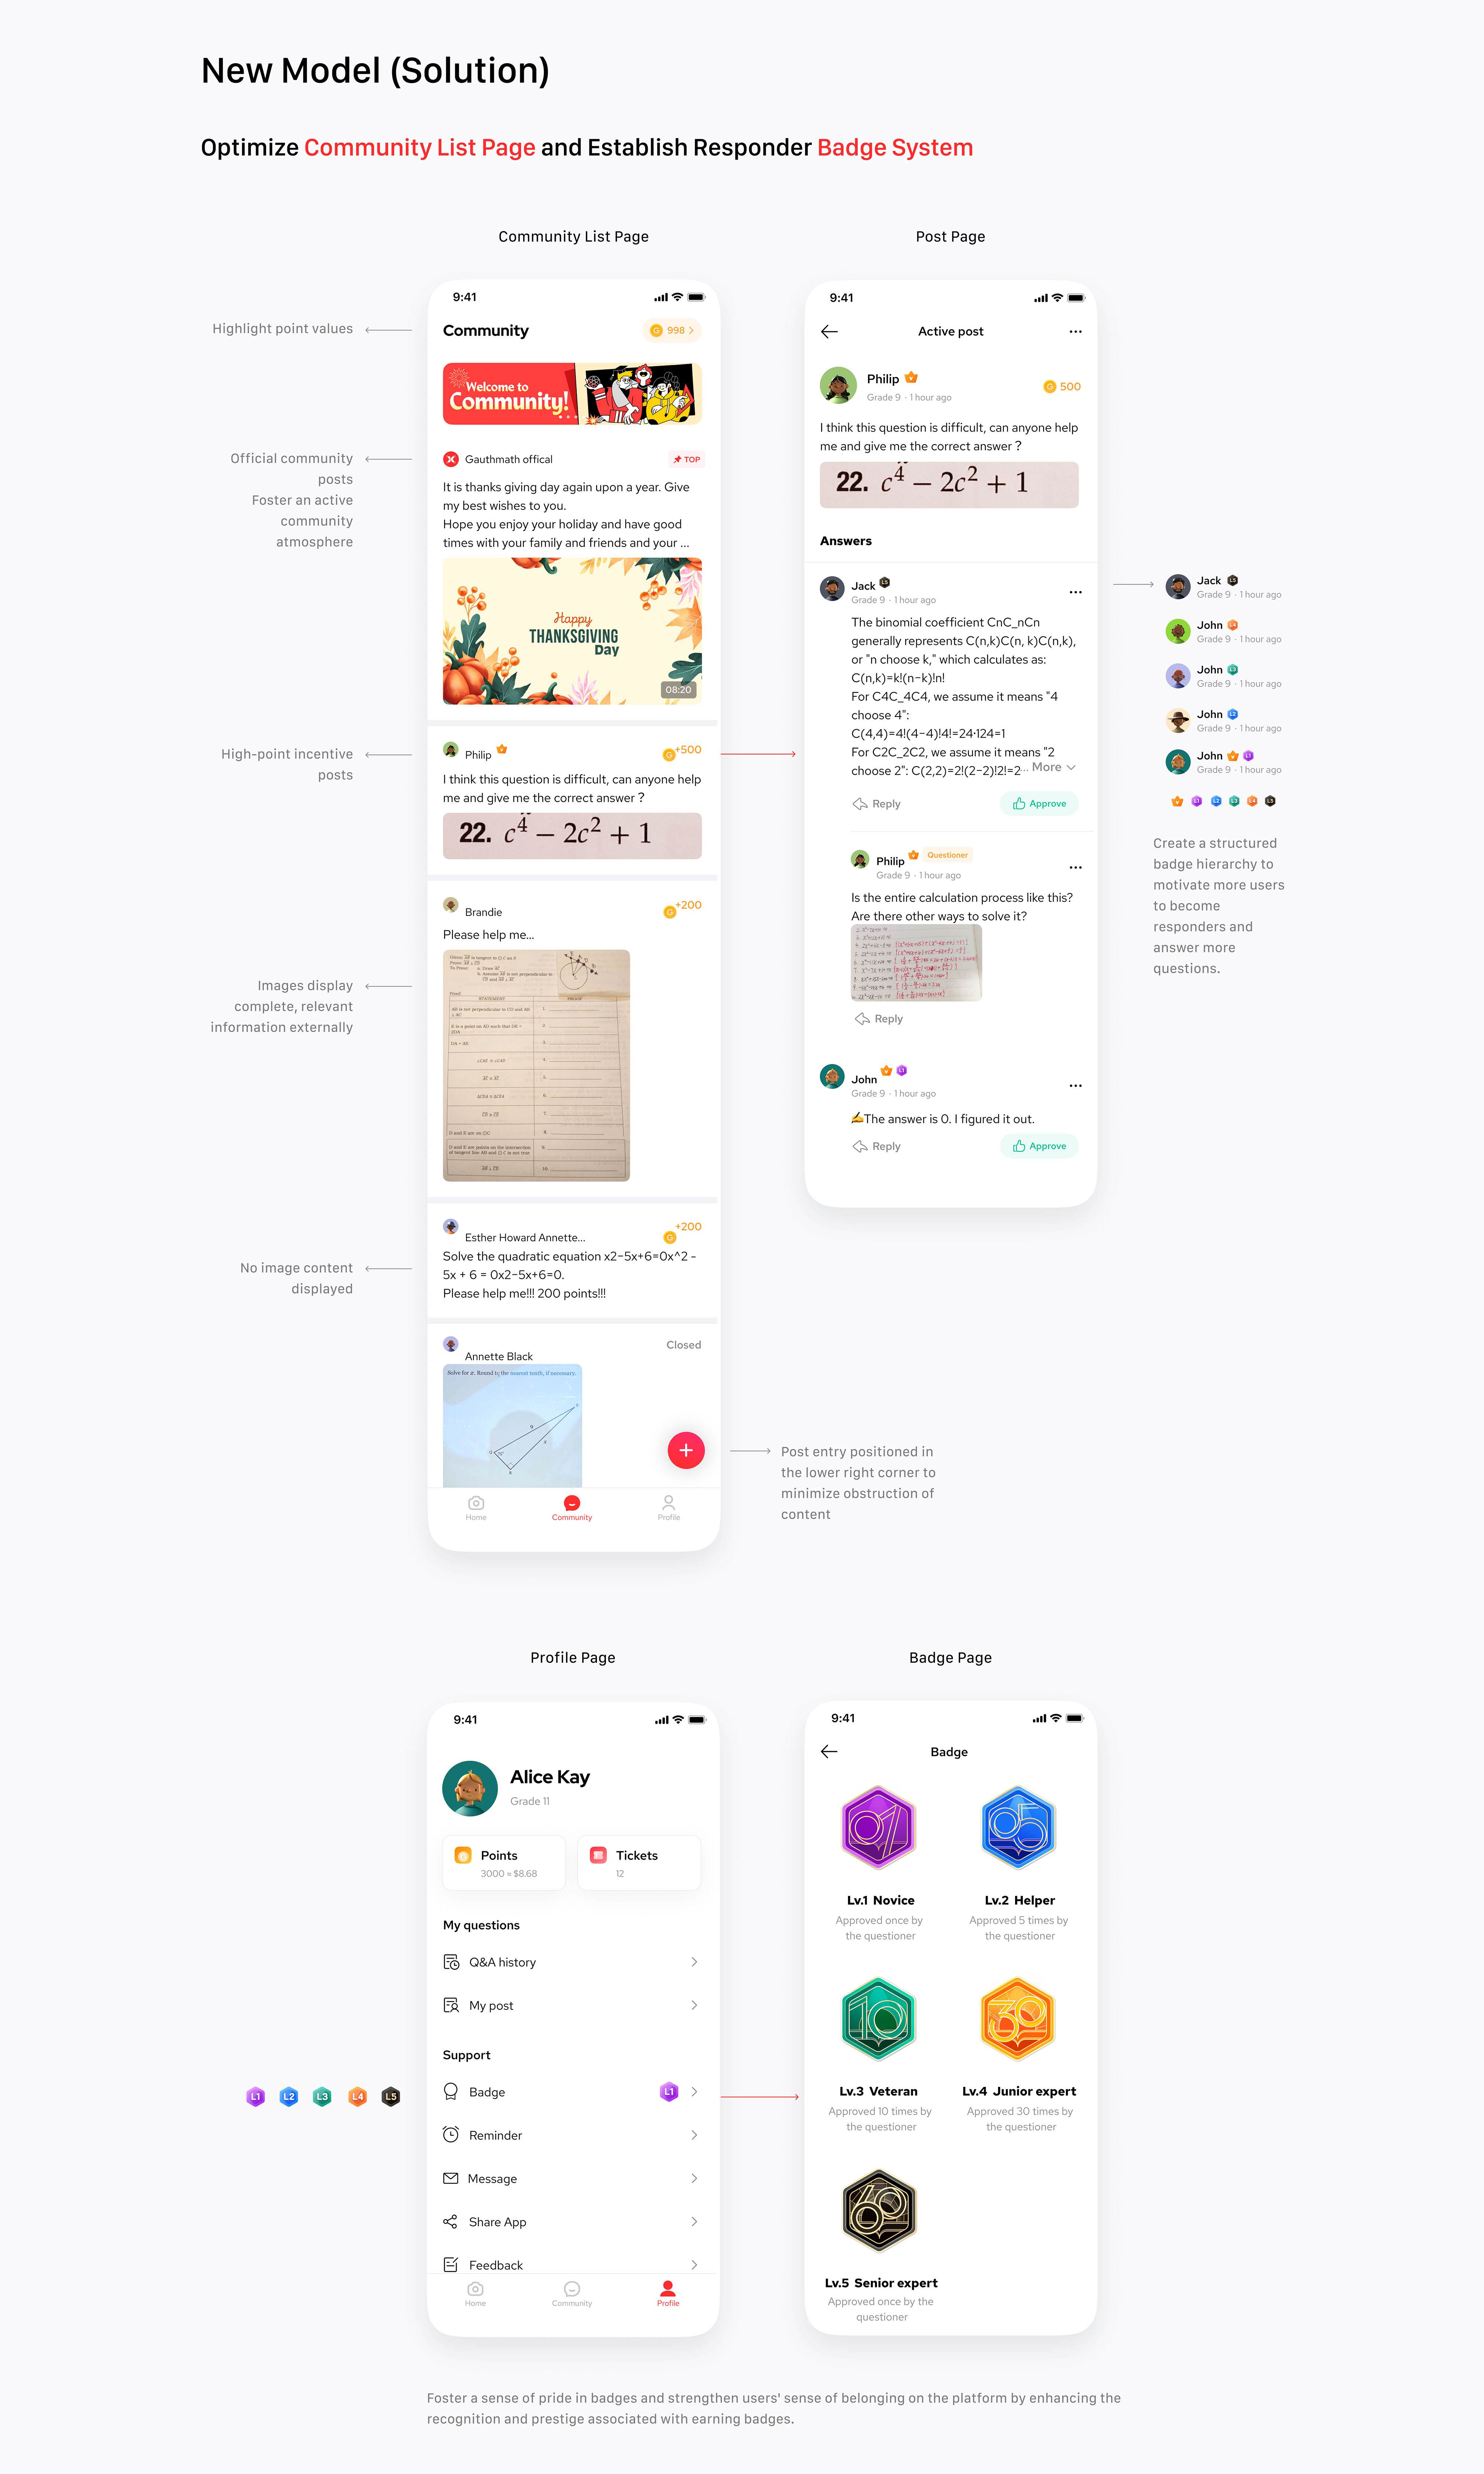 New Model (Solution)
Optimize Community List Page and Establish Responder Badge System
Community List Page
Highlight point values
Official community
posts
Foster an active
community
atmosphere
High-point incentive
posts
Images display
complete, relevant
information externally
No image content
displayed
9:41
Community
G 998
Welcome to
Community!
Gauthmath offical
TOP
It is thanks giving day again upon a year. Give
my best wishes to you.
Hope you enjoy your holiday and have good
times with your family and friends and your ...
Happy
THANKSGIVING
Day
08:20
Philip
G +500
I think this question is difficult, can anyone help
me and give me the correct answer ?
22. c^4 − 2c^2 + 1
Brandie
G +200
Please help me...
STATEMENT
PROOF
Esther Howard Annette...
G +200
Solve the quadratic equation x2−5x+6=0x^2 -
5x + 6 = 0x2−5x+6=0.
Please help me!!! 200 points!!!
Annette Black
Closed
Solve for x. Round to the nearest tenth, if necessary.
Home
Community
Profile
Post entry positioned in
the lower right corner to
minimize obstruction of
content
Post Page
9:41
Active post
Philip
Grade 9 · 1 hour ago
G 500
I think this question is difficult, can anyone help
me and give me the correct answer ?
22. c^4 − 2c^2 + 1
Answers
Jack L5
Grade 9 · 1 hour ago
The binomial coefficient CnC_nCn
generally represents C(n,k)C(n, k)C(n,k),
or "n choose k," which calculates as:
C(n,k)=k!(n−k)!n!
For C4C_4C4, we assume it means "4
choose 4":
C(4,4)=4!(4−4)!4!=24⋅124=1
For C2C_2C2, we assume it means "2
choose 2": C(2,2)=2!(2−2)!2!=2... More
Reply
Approve
Philip
Questioner
Grade 9 · 1 hour ago
Is the entire calculation process like this?
Are there other ways to solve it?
Reply
John L1
Grade 9 · 1 hour ago
The answer is 0. I figured it out.
Reply
Approve
Jack L5
Grade 9 · 1 hour ago
John L4
Grade 9 · 1 hour ago
John L3
Grade 9 · 1 hour ago
John L2
Grade 9 · 1 hour ago
John L1
Grade 9 · 1 hour ago
L1 L2 L3 L4 L5
Create a structured
badge hierarchy to
motivate more users
to become
responders and
answer more
questions.
Profile Page
9:41
Alice Kay
Grade 11
Points
3000 ≈ $8.68
Tickets
12
My questions
Q&A history
My post
Support
Badge
L1
Reminder
Message
Share App
Feedback
Home
Community
Profile
L1 L2 L3 L4 L5
Badge Page
9:41
Badge
01
05
Lv.1 Novice
Approved once by
the questioner
Lv.2 Helper
Approved 5 times by
the questioner
10
30
Lv.3 Veteran
Approved 10 times by
the questioner
Lv.4 Junior expert
Approved 30 times by
the questioner
60
Lv.5 Senior expert
Approved once by the
questioner
Foster a sense of pride in badges and strengthen users' sense of belonging on the platform by enhancing the
recognition and prestige associated with earning badges.